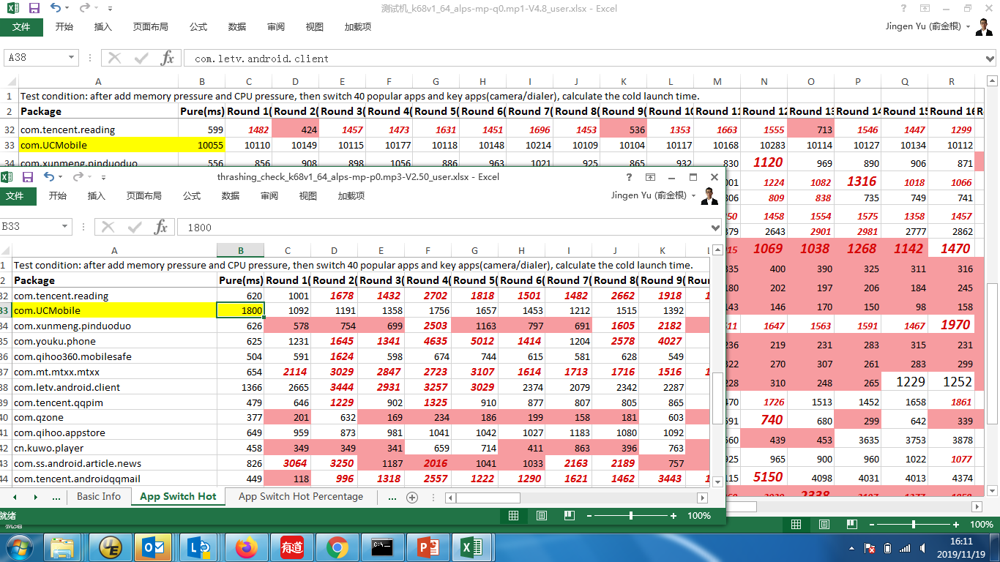 测试机_k68v1_64_alps-mp-q0.mp1-V4.8_user.xlsx - Excel
文件 开始 插入 页面布局 公式 数据 审阅 视图 加载项 Jingen Yu (俞金根)
A38 fx com.letv.android.client
A B C D E F G H I J K L M N O P Q R
1 Test condition: after add memory pressure and CPU pressure, then switch 40 popular apps and key apps(camera/dialer), calculate the cold launch time.
2 Package Pure(ms) Round 1( Round 2( Round 3( Round 4( Round 5( Round 6( Round 7( Round 8( Round 9( Round 10 Round 11 Round 12 Round 13 Round 14 Round 15 Round 16 R
32 com.tencent.reading 599 1482 424 1457 1473 1631 1451 1696 1453 536 1353 1663 1555 713 1546 1447 1299
33 com.UCMobile 10055 10110 10149 10115 10177 10118 10148 10214 10109 10104 10117 10168 10283 10114 10127 10134 10112
34 com.xunmeng.pinduoduo 556 856 908 898 1056 886 963 1021 925 865 932 830 1120 969 890 906 871
001 1224 1082 1316 1018 1066
806 809 838 735 749 741
50 1458 1554 1575 1358 1457
379 2643 2901 2981 2777 2862
15 1069 1038 1268 1142 1470
335 400 390 325 311 316
180 202 197 206 184 245
143 146 170 150 98 158
11 1647 1563 1591 1467 1970
236 219 231 283 315 231
322 270 307 261 283 299
228 310 248 265 1229 1252
470 1726 1513 1452 1658 1861
591 740 680 299 642 339
560 439 453 3635 3753 3878
925 965 900 960 1022 1077
115 5150 4098 4031 4013 4374
2338
thrashing_check_k68v1_64_alps-mp-p0.mp3-V2.50_user.xlsx - Excel
文件 开始 插入 页面布局 公式 数据 审阅 视图 加载项 Jingen Yu (俞金根)
B33 fx 1800
A B C D E F G H I J K L
1 Test condition: after add memory pressure and CPU pressure, then switch 40 popular apps and key apps(camera/dialer), calculate the cold launch time.
2 Package Pure(ms) Round 1( Round 2( Round 3( Round 4( Round 5( Round 6( Round 7( Round 8( Round 9( Roun
32 com.tencent.reading 620 1001 1678 1432 2702 1818 1501 1482 2662 1918 1
33 com.UCMobile 1800 1092 1191 1358 1756 1657 1453 1212 1515 1392
34 com.xunmeng.pinduoduo 626 578 754 699 2503 1163 797 691 1605 2182
35 com.youku.phone 625 1231 1645 1341 4635 5012 1414 1204 2578 4027
36 com.qihoo360.mobilesafe 504 591 1624 598 674 744 615 581 628 549
37 com.mt.mtxx.mtxx 654 2114 3029 2847 2723 3107 1614 1713 1716 1516 1
38 com.letv.android.client 1366 2665 3444 2931 3257 3029 2374 2079 2342 2287
39 com.tencent.qqpim 479 646 1229 902 1325 910 877 807 805 865
40 com.qzone 377 201 632 169 234 186 199 158 181 603
41 com.qihoo.appstore 649 959 873 981 1041 1042 1027 1183 1080 1092
42 cn.kuwo.player 458 349 349 341 659 714 411 863 396 763
43 com.ss.android.article.news 826 3064 3250 1187 2016 1041 1033 2163 2189 757
44 com.tencent.androidqqmail 449 118 996 1318 2557 1222 1290 1621 1462 3443 1
... Basic Info App Switch Hot App Switch Hot Percentage ...
就绪 100%
就绪 100%
有道
16:11
2019/11/19